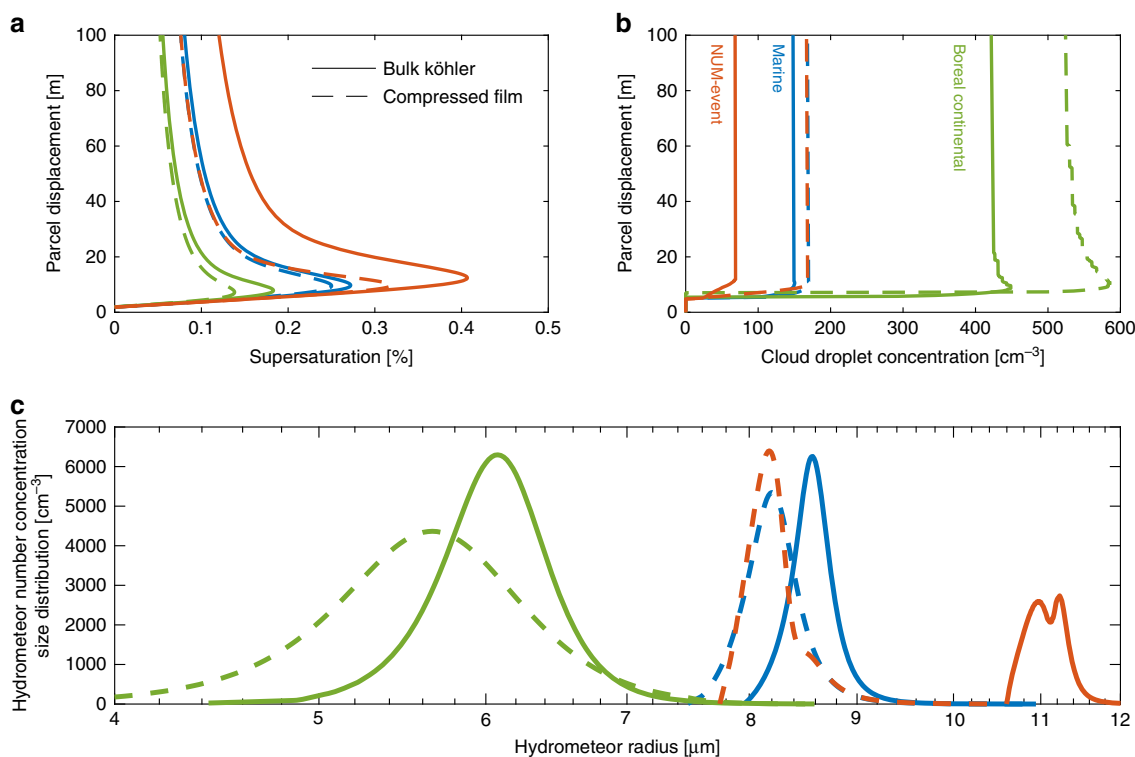 a
100
80
60
40
20
0
Parcel displacement [m]
0
0.1
0.2
0.3
0.4
0.5
Supersaturation [%]
Bulk köhler
Compressed film
b
100
80
60
40
20
0
Parcel displacement [m]
0
100
200
300
400
500
600
Cloud droplet concentration [cm⁻³]
NUM-event
Marine
Boreal continental
c
7000
6000
5000
4000
3000
2000
1000
0
Hydrometeor number concentration
size distribution [cm⁻³]
4
5
6
7
8
9
10
11
12
Hydrometeor radius [μm]